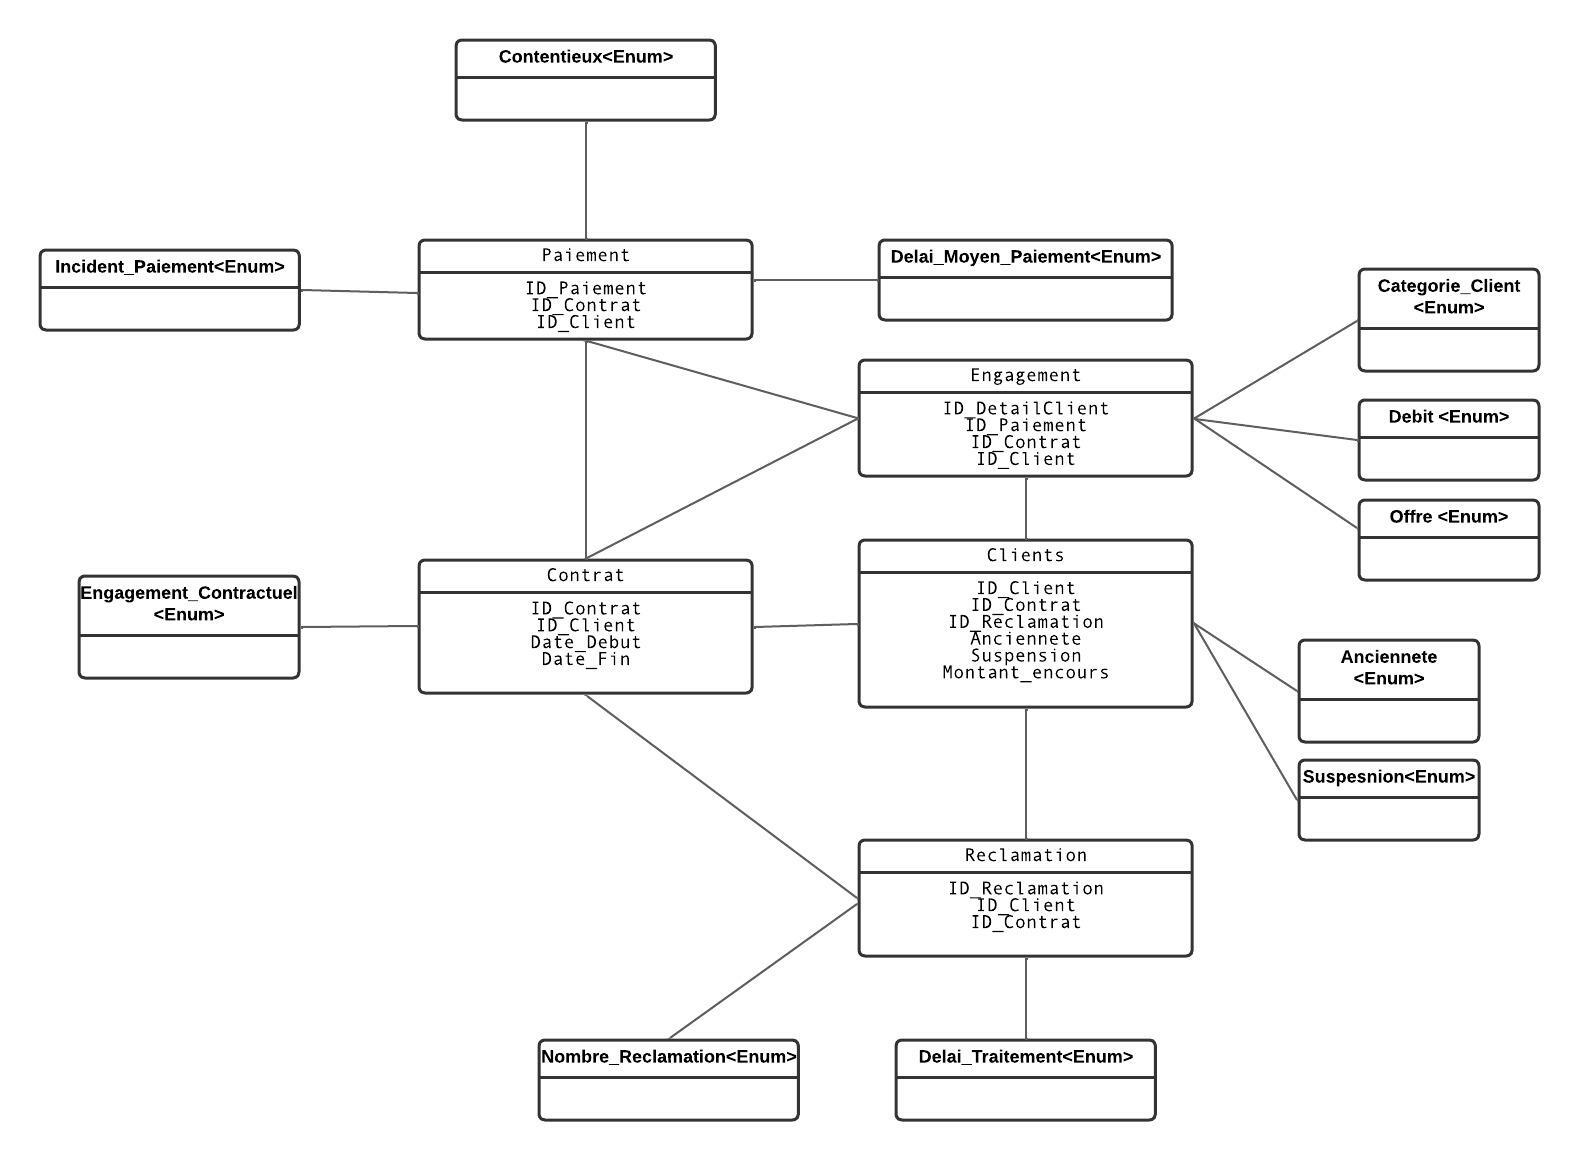 Contentieux<Enum>
Incident_Paiement<Enum>
Paiement
ID_Paiement
ID_Contrat
ID_Client
Delai_Moyen_Paiement<Enum>
Categorie_Client
<Enum>
Engagement
ID_DetailClient
ID_Paiement
ID_Contrat
ID_Client
Debit <Enum>
Offre <Enum>
Engagement_Contractuel
<Enum>
Contrat
ID_Contrat
ID_Client
Date_Debut
Date_Fin
Clients
ID_Client
ID_Contrat
ID_Reclamation
Anciennete
Suspension
Montant_encours
Anciennete
<Enum>
Suspesnion<Enum>
Reclamation
ID_Reclamation
ID_Client
ID_Contrat
Nombre_Reclamation<Enum>
Delai_Traitement<Enum>